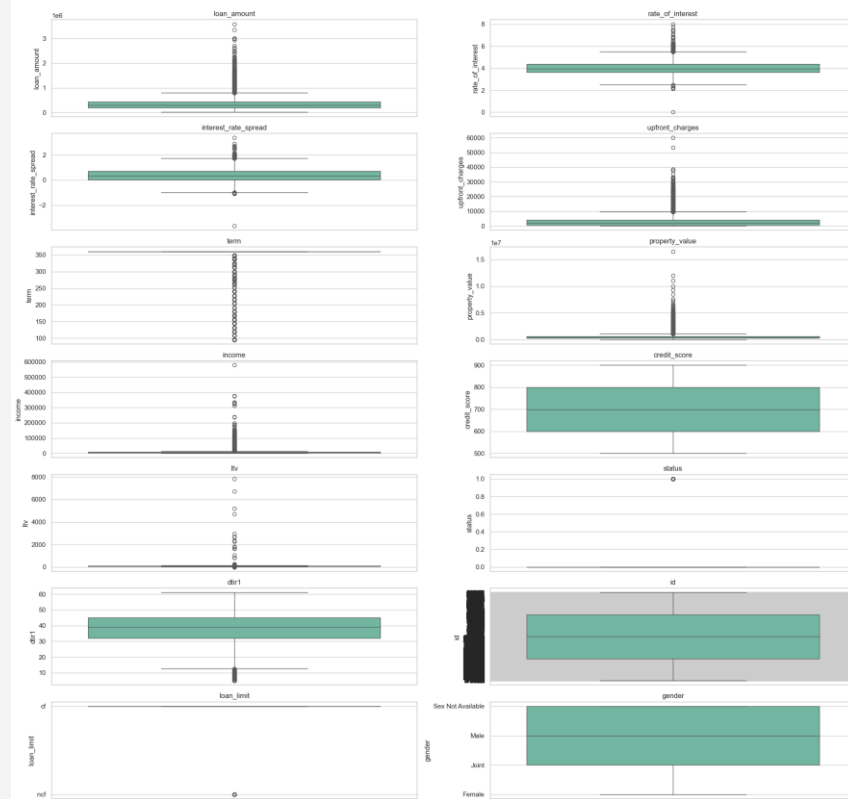 loan_amount
1e6
loan_amount
3
2
1
0
rate_of_interest
rate_of_interest
8
6
4
2
0
interest_rate_spread
interest_rate_spread
2
0
−2
upfront_charges
upfront_charges
60000
50000
40000
30000
20000
10000
0
term
term
350
300
250
200
150
100
property_value
1e7
property_value
1.5
1.0
0.5
0.0
income
income
600000
500000
400000
300000
200000
100000
0
credit_score
credit_score
900
800
700
600
500
ltv
ltv
8000
6000
4000
2000
0
status
status
1.0
0.8
0.6
0.4
0.2
0.0
dtir1
dtir1
60
50
40
30
20
10
id
id
loan_limit
loan_limit
cf
ncf
gender
gender
Sex Not Available
Male
Joint
Female